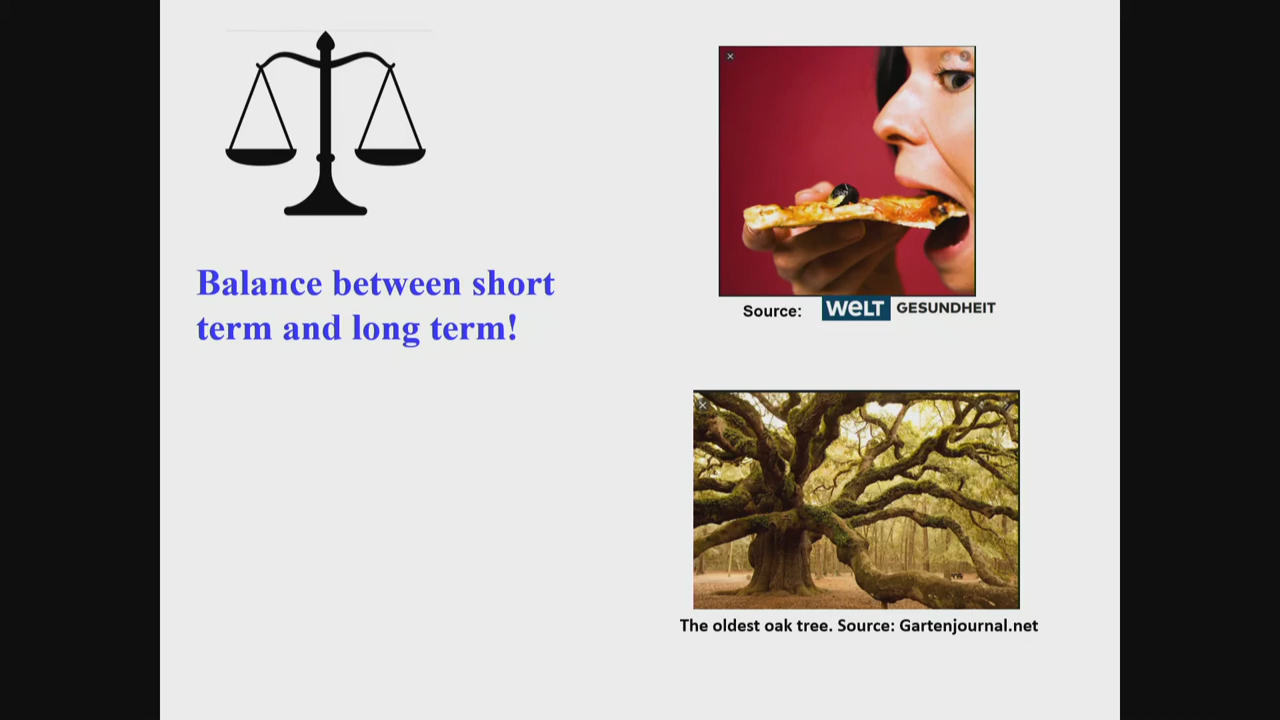 Balance between short
term and long term!
Source: WELT GESUNDHEIT
The oldest oak tree. Source: Gartenjournal.net